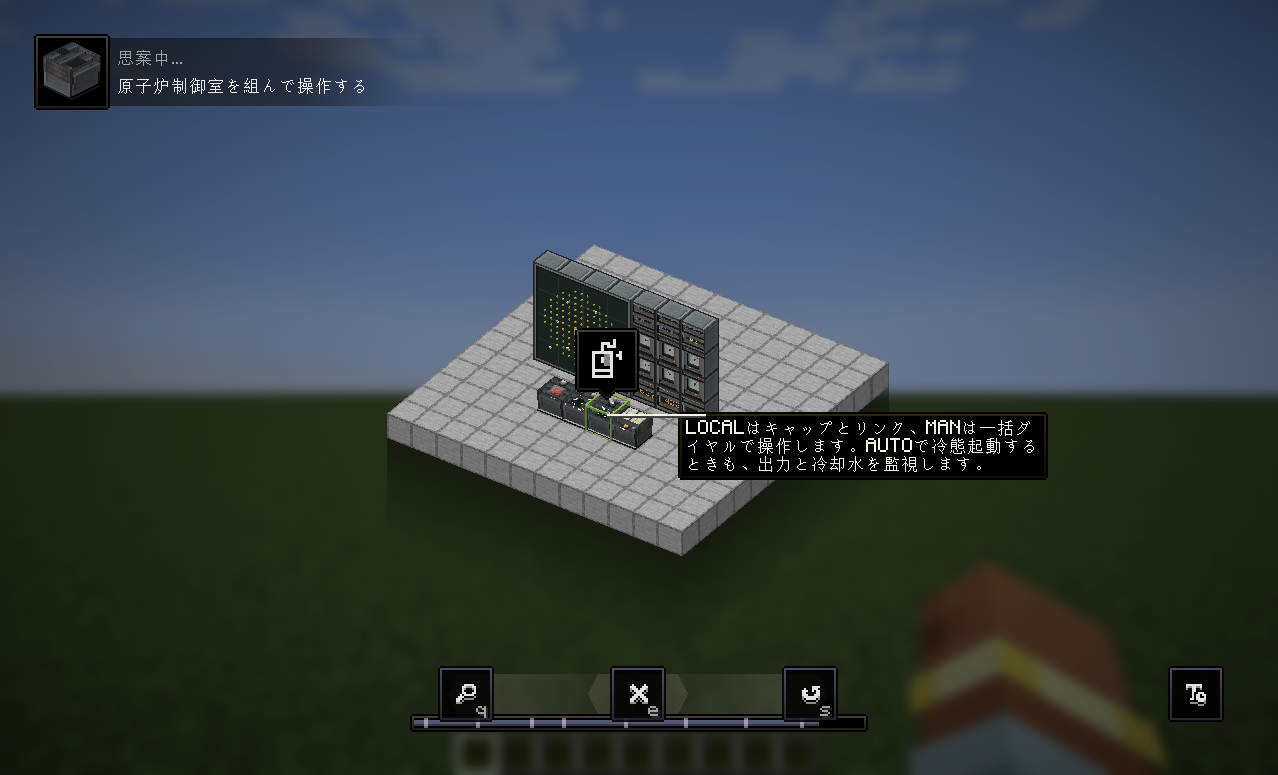 思案中...
原子炉制御室を組んで操作する
LOCALはキャップとリンク、MANは一括ダ
イヤルで操作します。AUTOで冷態起動する
ときも、出力と冷却水を監視します。
q
e
s